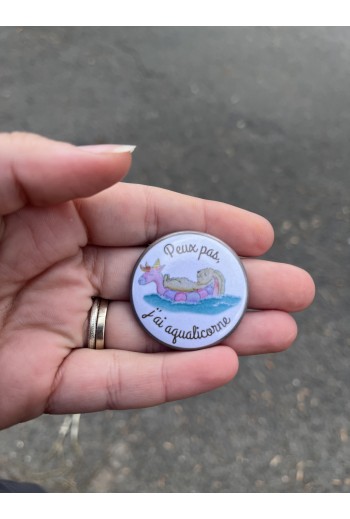 Peux pas,
j'ai aqualicorne